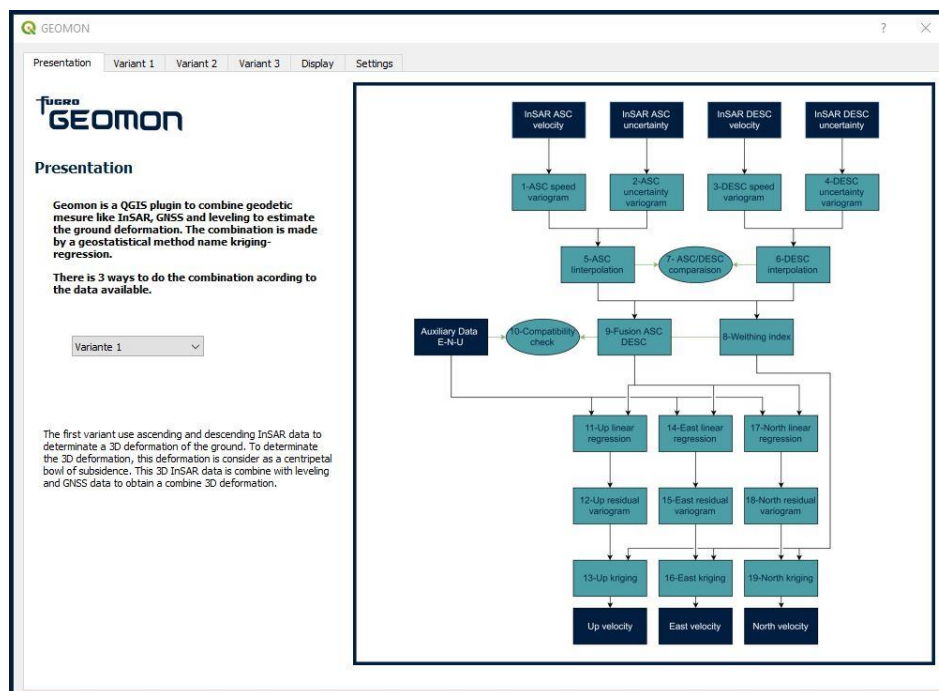 GEOMON
?
Presentation Variant 1 Variant 2 Variant 3 Display Settings
FUGRO
GEOMON
Presentation
Geomon is a QGIS plugin to combine geodetic
mesure like InSAR, GNSS and leveling to estimate
the ground deformation. The combination is made
by a geostatistical method name kriging-
regression.
There is 3 ways to do the combination acording to
the data available.
Variante 1
The first variant use ascending and descending InSAR data to
determinate a 3D deformation of the ground. To determinate
the 3D deformation, this deformation is consider as a centripetal
bowl of subsidence. This 3D InSAR data is combine with leveling
and GNSS data to obtain a combine 3D deformation.
InSAR ASC
velocity
InSAR ASC
uncertainty
InSAR DESC
velocity
InSAR DESC
uncertainty
1-ASC speed
variogram
2-ASC
uncertainty
variogram
3-DESC speed
variogram
4-DESC
uncertainty
variogram
5-ASC
linterpolation
7- ASC/DESC
comparaison
6-DESC
interpolation
Auxiliary Data
E-N-U
10-Compatibility
check
9-Fusion ASC
DESC
8-Weithing index
11-Up linear
regression
14-East linear
regression
17-North linear
regression
12-Up residual
variogram
15-East residual
variogram
18-North residual
variogram
13-Up kriging
16-East kriging
19-North kriging
Up velocity
East velocity
North velocity